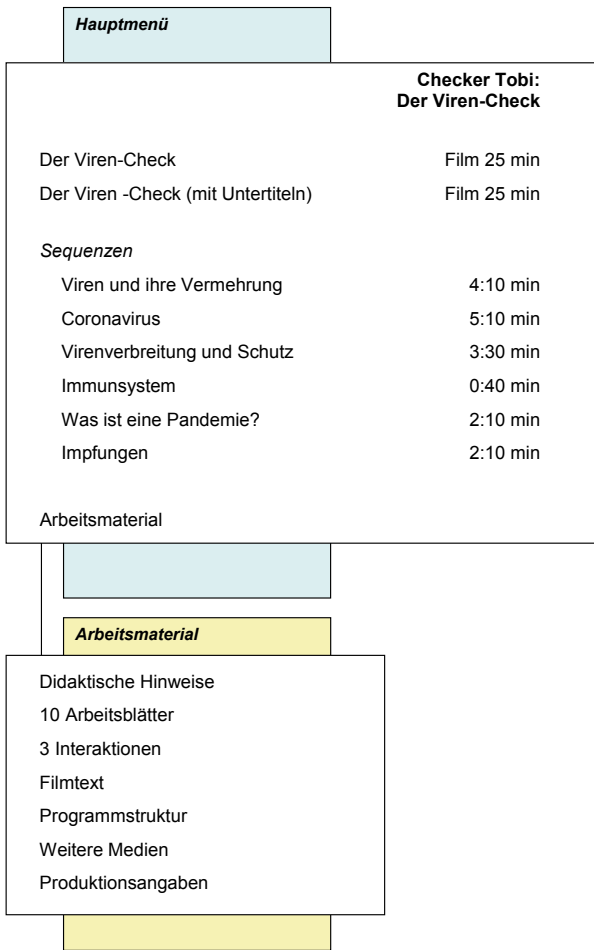 Hauptmenü
Checker Tobi:
Der Viren-Check
Der Viren-Check Film 25 min
Der Viren -Check (mit Untertiteln) Film 25 min
Sequenzen
Viren und ihre Vermehrung 4:10 min
Coronavirus 5:10 min
Virenverbreitung und Schutz 3:30 min
Immunsystem 0:40 min
Was ist eine Pandemie? 2:10 min
Impfungen 2:10 min
Arbeitsmaterial
Arbeitsmaterial
Didaktische Hinweise
10 Arbeitsblätter
3 Interaktionen
Filmtext
Programmstruktur
Weitere Medien
Produktionsangaben